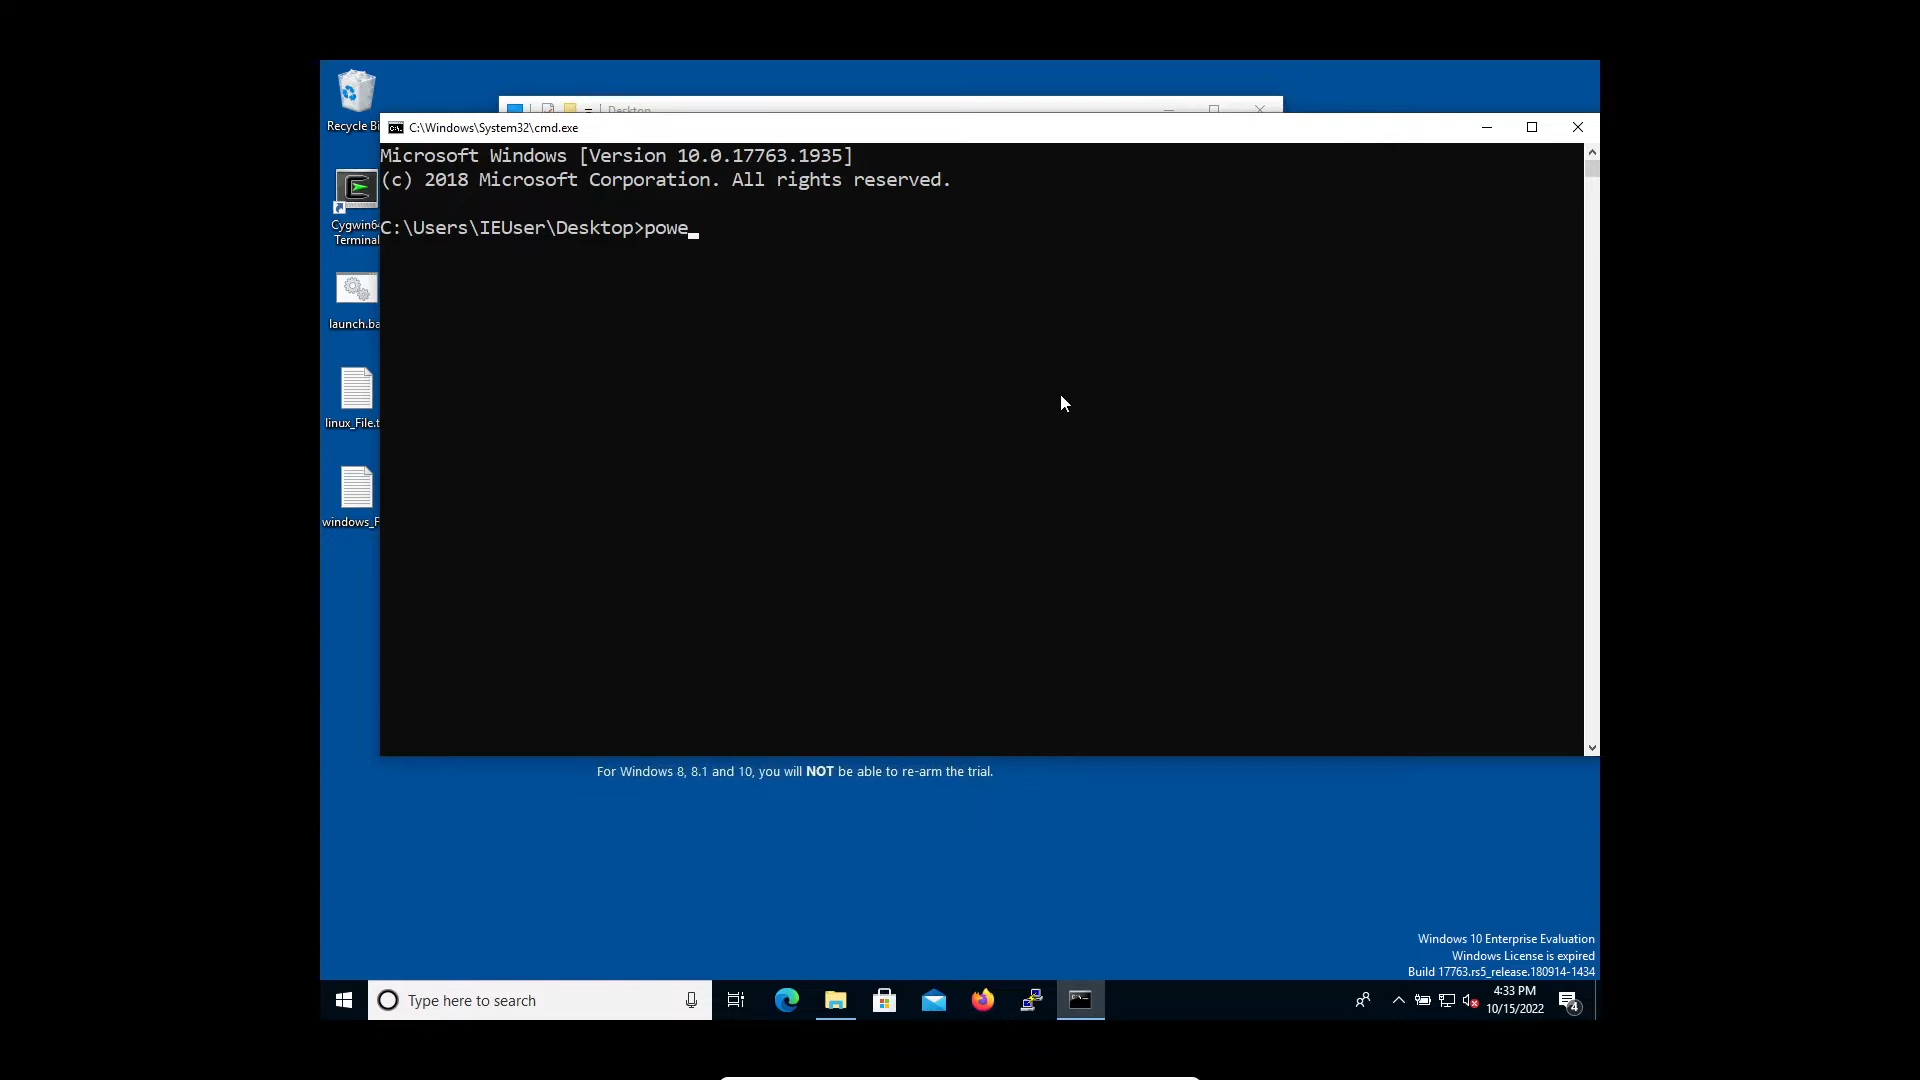 Recycle Bi
Desktop
C:\Windows\System32\cmd.exe
Microsoft Windows [Version 10.0.17763.1935]
(c) 2018 Microsoft Corporation. All rights reserved.
C:\Users\IEUser\Desktop>powe
Cygwin6
Terminal
launch.ba
linux_File.t
windows_F
For Windows 8, 8.1 and 10, you will NOT be able to re-arm the trial.
Windows 10 Enterprise Evaluation
Windows License is expired
Build 17763.rs5_release.180914-1434
Type here to search
4:33 PM
10/15/2022
4